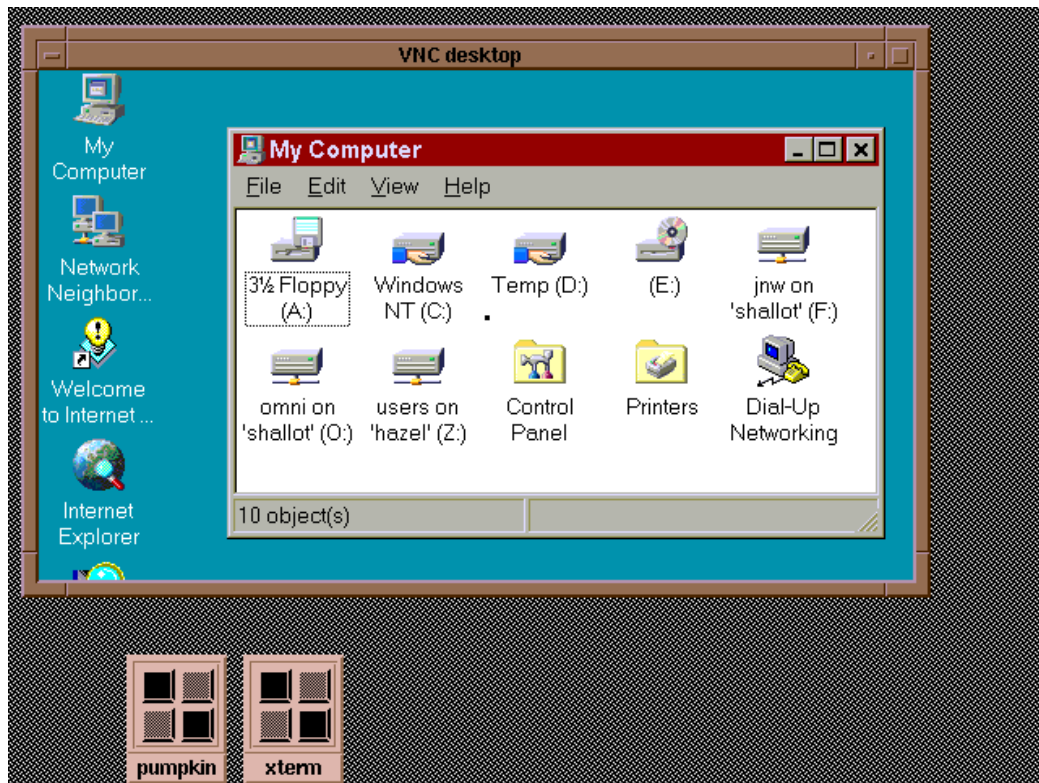 VNC desktop
My
Computer
Network
Neighbor...
Welcome
to Internet ...
Internet
Explorer
My Computer
File Edit View Help
3½ Floppy
(A:)
Windows
NT (C:)
Temp (D:)
(E:)
jnw on
'shallot' (F:)
omni on
'shallot' (O:)
users on
'hazel' (Z:)
Control
Panel
Printers
Dial-Up
Networking
10 object(s)
pumpkin
xterm